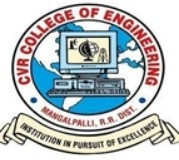 CVR COLLEGE OF ENGINEERING
MANGALPALLI, R.R. DIST.
INSTITUTION IN PURSUIT OF EXCELLENCE